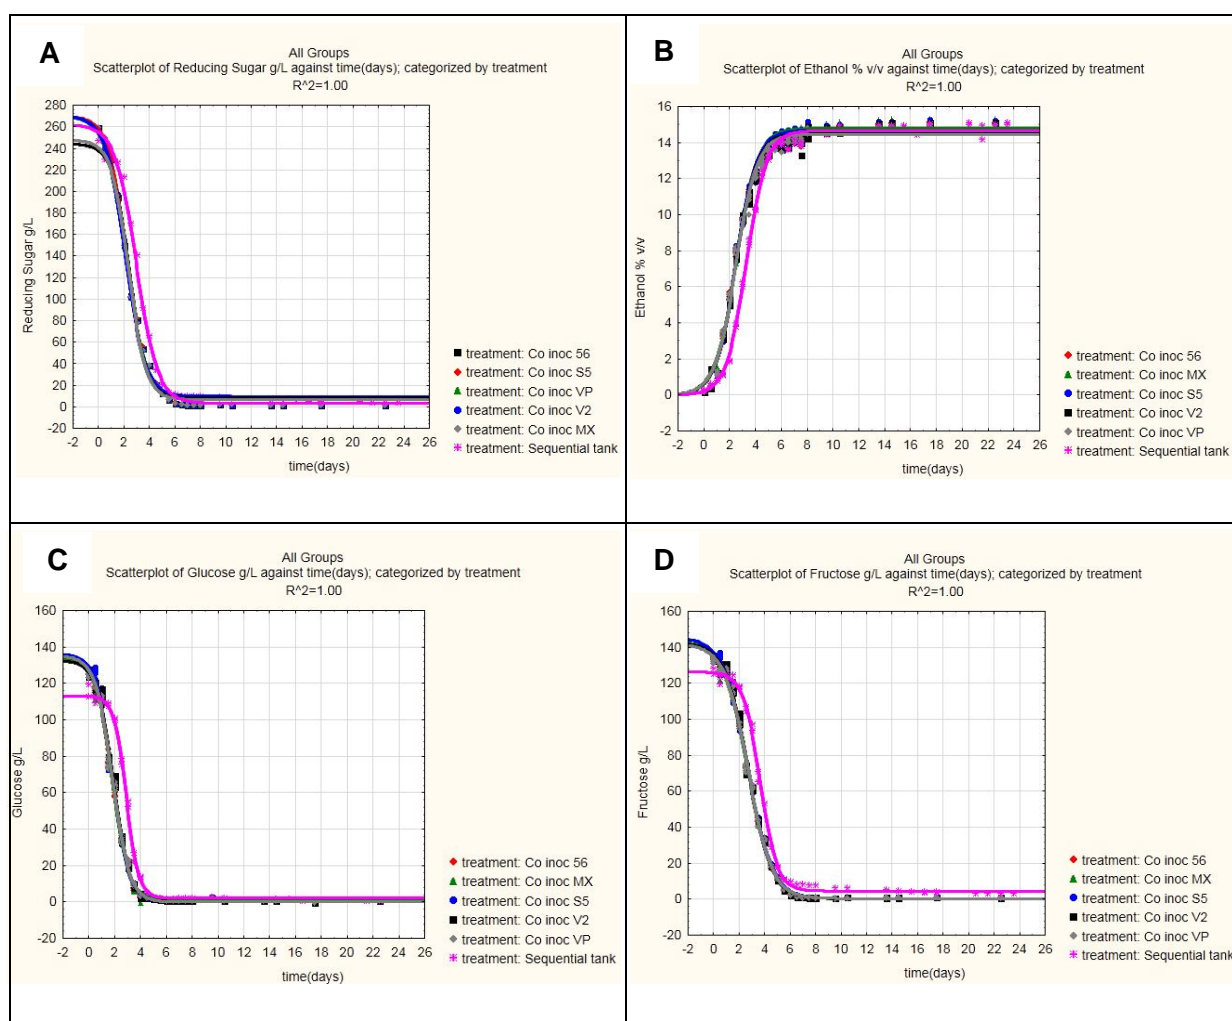 A
All Groups
Scatterplot of Reducing Sugar g/L against time(days); categorized by treatment
R^2=1.00
Reducing Sugar g/L
280
260
240
220
200
180
160
140
120
100
80
60
40
20
0
-20
-2 0 2 4 6 8 10 12 14 16 18 20 22 24 26
time(days)
treatment: Co inoc 56
treatment: Co inoc S5
treatment: Co inoc VP
treatment: Co inoc V2
treatment: Co inoc MX
treatment: Sequential tank
B
All Groups
Scatterplot of Ethanol % v/v against time(days); categorized by treatment
R^2=1.00
Ethanol % v/v
16
14
12
10
8
6
4
2
0
-2
-2 0 2 4 6 8 10 12 14 16 18 20 22 24 26
time(days)
treatment: Co inoc 56
treatment: Co inoc MX
treatment: Co inoc S5
treatment: Co inoc V2
treatment: Co inoc VP
treatment: Sequential tank
C
All Groups
Scatterplot of Glucose g/L against time(days); categorized by treatment
R^2=1.00
Glucose g/L
160
140
120
100
80
60
40
20
0
-20
-2 0 2 4 6 8 10 12 14 16 18 20 22 24 26
time(days)
treatment: Co inoc 56
treatment: Co inoc MX
treatment: Co inoc S5
treatment: Co inoc V2
treatment: Co inoc VP
treatment: Sequential tank
D
All Groups
Scatterplot of Fructose g/L against time(days); categorized by treatment
R^2=1.00
Fructose g/L
160
140
120
100
80
60
40
20
0
-20
-2 0 2 4 6 8 10 12 14 16 18 20 22 24 26
time(days)
treatment: Co inoc 56
treatment: Co inoc MX
treatment: Co inoc S5
treatment: Co inoc V2
treatment: Co inoc VP
treatment: Sequential tank